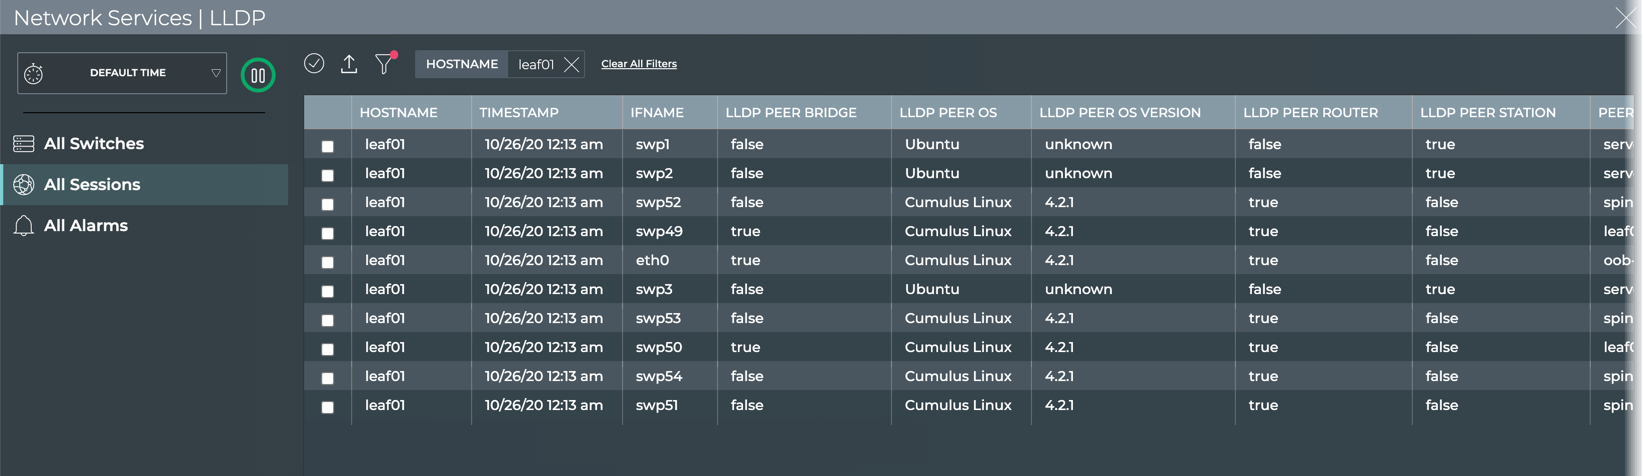 Network Services | LLDP
DEFAULT TIME
HOSTNAME leaf01 Clear All Filters
All Switches
All Sessions
All Alarms
HOSTNAME TIMESTAMP IFNAME LLDP PEER BRIDGE LLDP PEER OS LLDP PEER OS VERSION LLDP PEER ROUTER LLDP PEER STATION PEER
leaf01 10/26/20 12:13 am swp1 false Ubuntu unknown false true
leaf01 10/26/20 12:13 am swp2 false Ubuntu unknown false true
leaf01 10/26/20 12:13 am swp52 false Cumulus Linux 4.2.1 true false spin
leaf01 10/26/20 12:13 am swp49 true Cumulus Linux 4.2.1 true false
leaf01 10/26/20 12:13 am eth0 true Cumulus Linux 4.2.1 true false oob-
leaf01 10/26/20 12:13 am swp3 false Ubuntu unknown false true
leaf01 10/26/20 12:13 am swp53 false Cumulus Linux 4.2.1 true false spin
leaf01 10/26/20 12:13 am swp50 true Cumulus Linux 4.2.1 true false
leaf01 10/26/20 12:13 am swp54 false Cumulus Linux 4.2.1 true false spin
leaf01 10/26/20 12:13 am swp51 false Cumulus Linux 4.2.1 true false spin